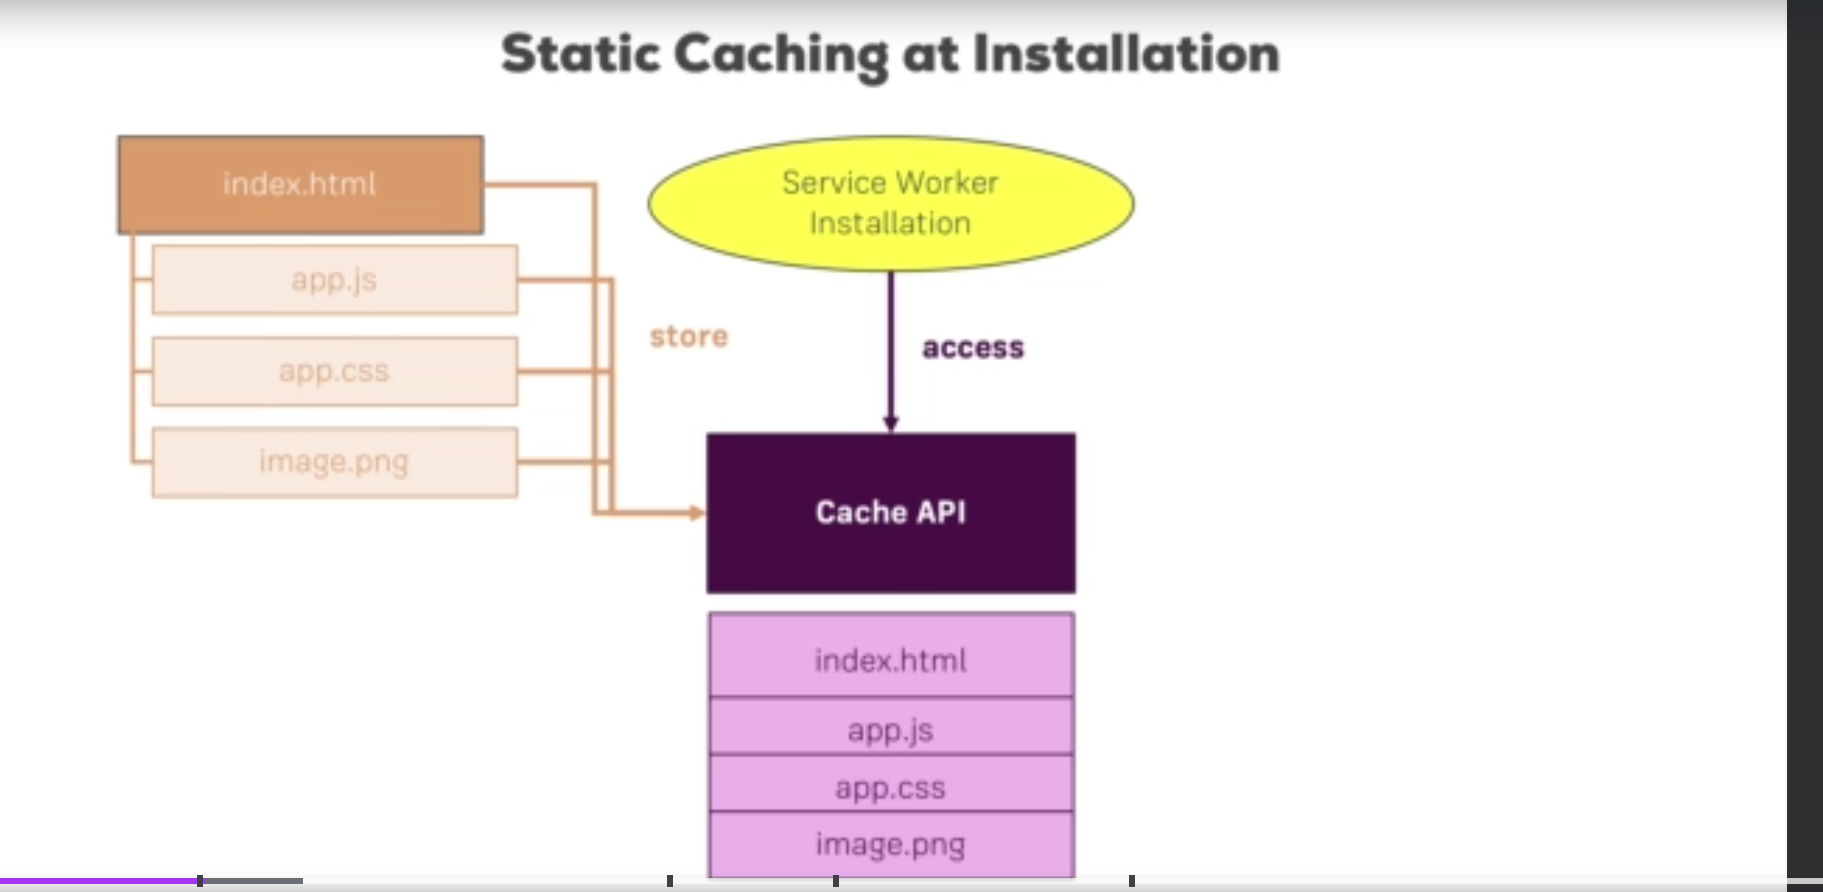 Static Caching at Installation
index.html
app.js
app.css
image.png
store
Service Worker
Installation
access
Cache API
index.html
app.js
app.css
image.png